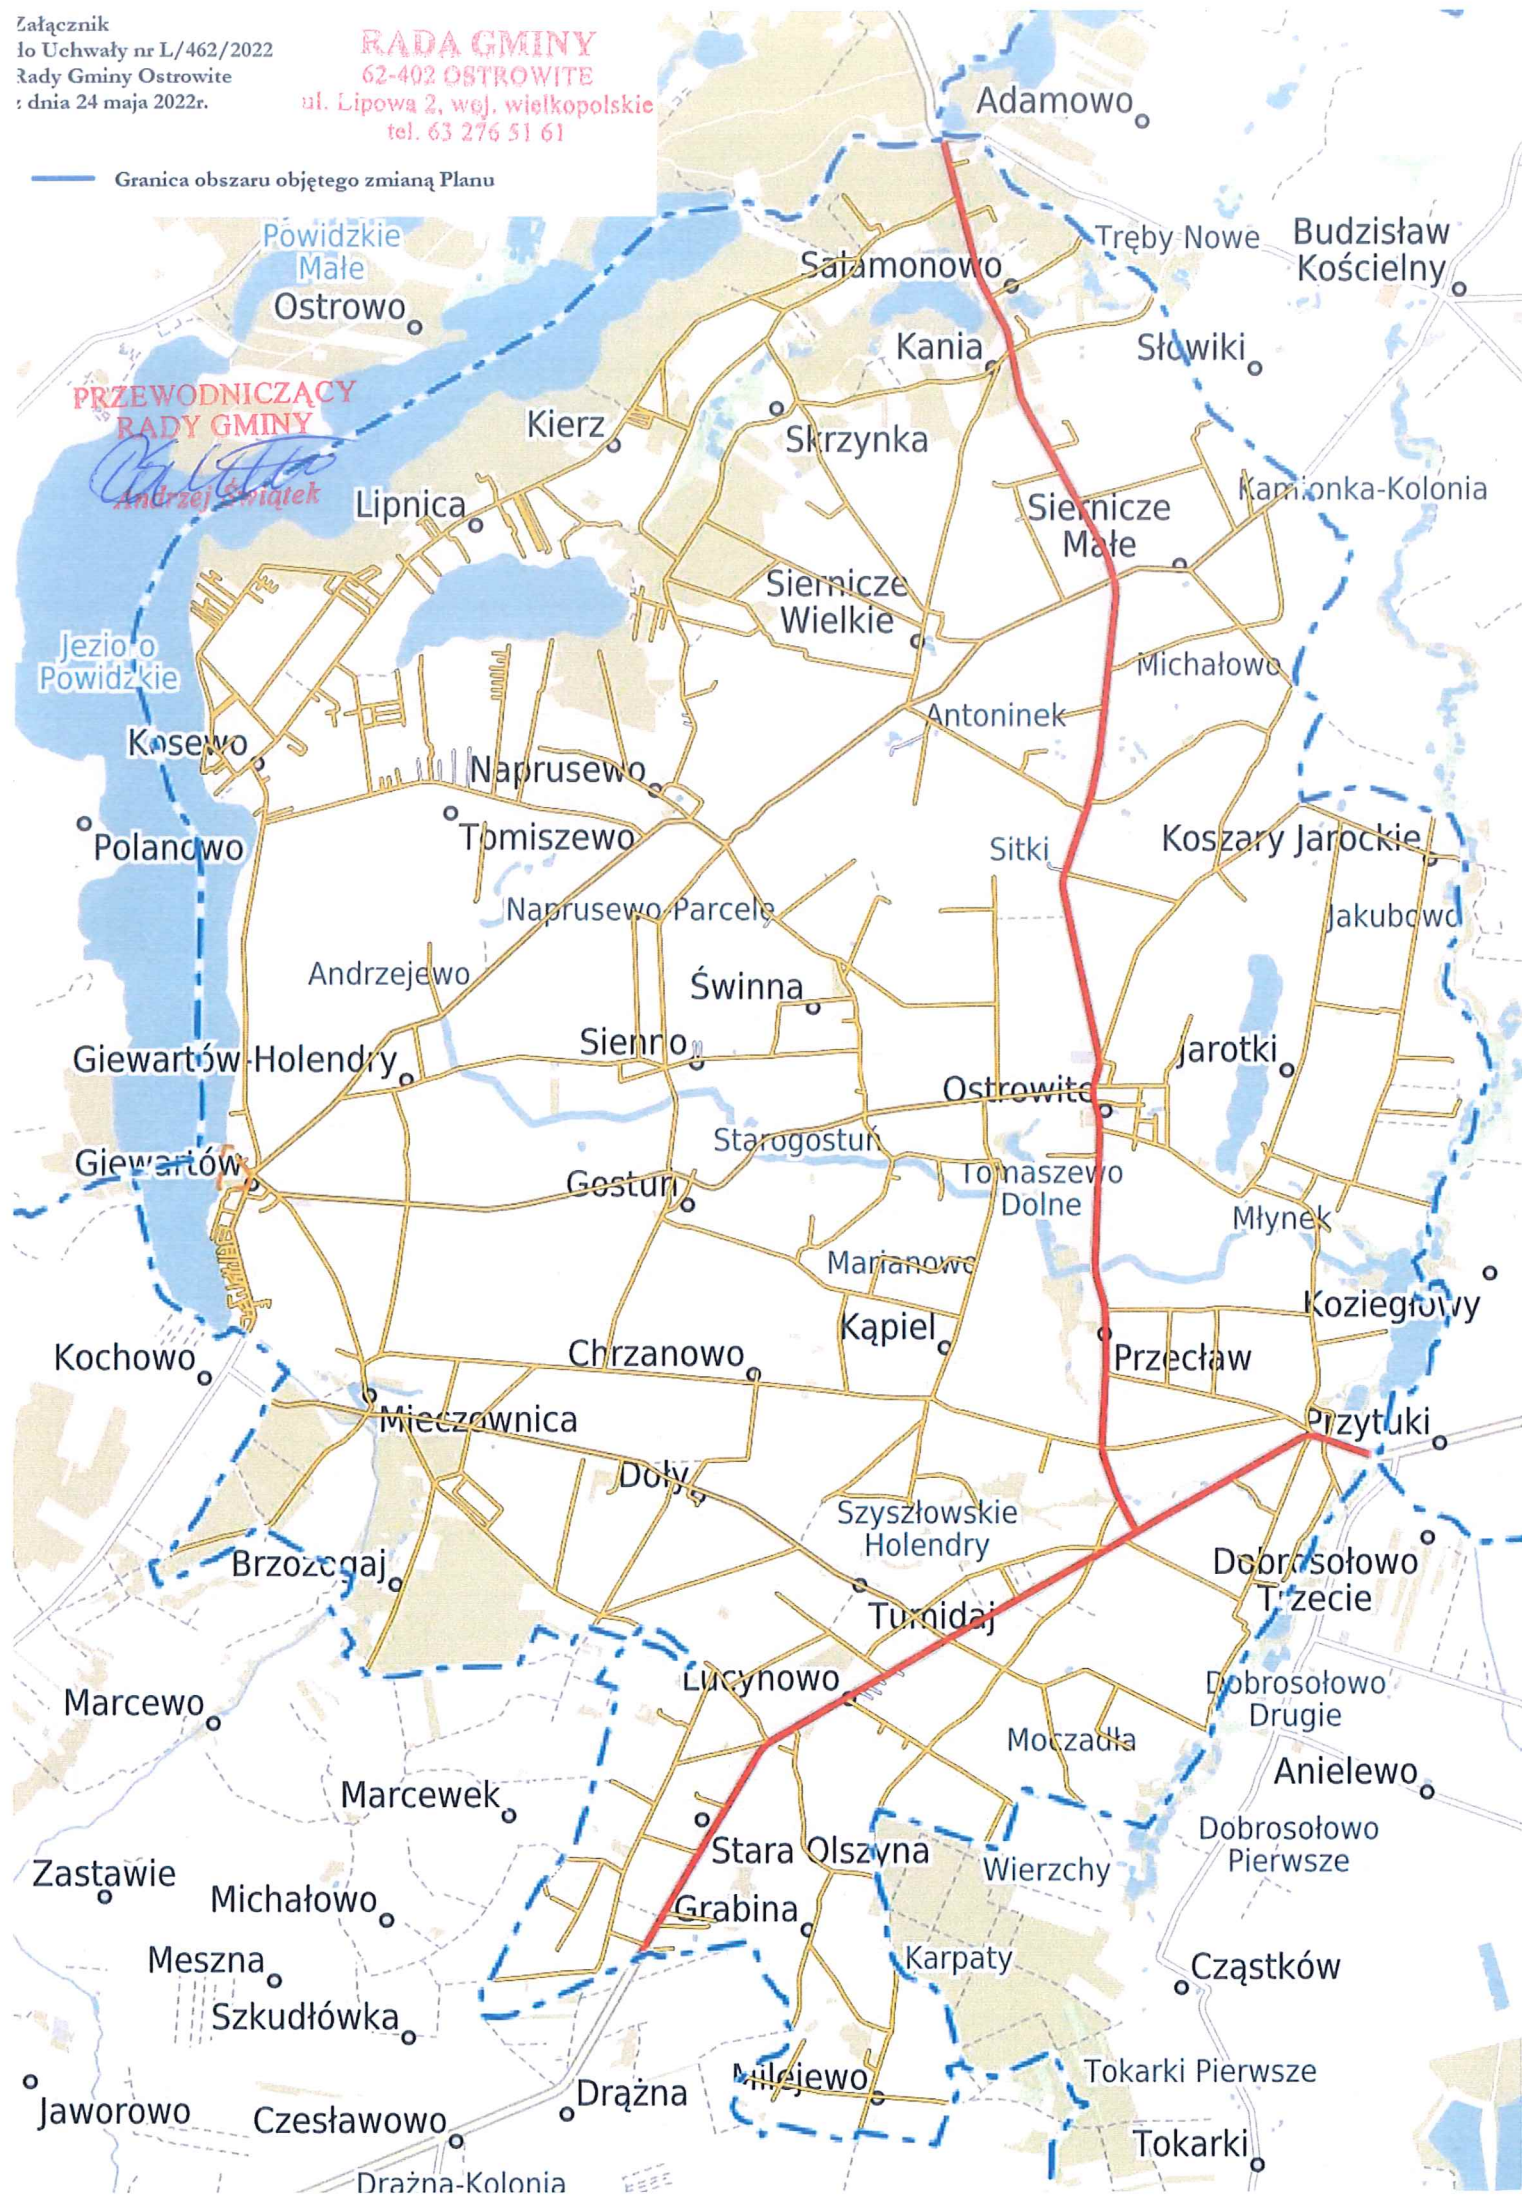 Załącznik
do Uchwały nr L/462/2022
Rady Gminy Ostrowite
z dnia 24 maja 2022r.
RADA GMINY
62-402 OSTROWITE
ul. Lipowa 2, woj. wielkopolskie
tel. 63 276 51 61
Granica obszaru objętego zmianą Planu
Adamowo
Powidzkie
Małe
Ostrowo
Tręby Nowe
Budzisław
Kościelny
Salamonowo
Kania
Słowiki
PRZEWODNICZĄCY
RADY GMINY
Andrzej Świątek
Kierz
Skrzynka
Lipnica
Kamionka-Kolonia
Siernicze
Małe
Siernicze
Wielkie
Jezioro
Powidzkie
Michałowo
Antoninek
Kosewo
Naprusewo
Tomiszewo
Polanowo
Sitki
Koszary Jarockie
Naprusewo-Parcele
Jakubowo
Andrzejewo
Świnna
Sienno
Giewartów-Holendry
Jarotki
Ostrowite
Starogostuń
Giewartów
Gostuń
Tomaszewo
Dolne
Młynek
Marianowo
Koziegłowy
Kąpiel
Kochowo
Chrzanowo
Przecław
Mieczownica
Przytuki
Doły
Szyszłowskie
Holendry
Brzozogaj
Dobrosołowo
Trzecie
Tumidaj
Lucynowo
Marcewo
Dobrosołowo
Drugie
Moczadła
Anielewo
Marcewek
Stara Olszyna
Dobrosołowo
Pierwsze
Wierzchy
Zastawie
Michałowo
Grabina
Meszna
Karpaty
Cząstków
Szkudłówka
Milejewo
Tokarki Pierwsze
Jaworowo
Drążna
Czesławowo
Tokarki
Drążna-Kolonia